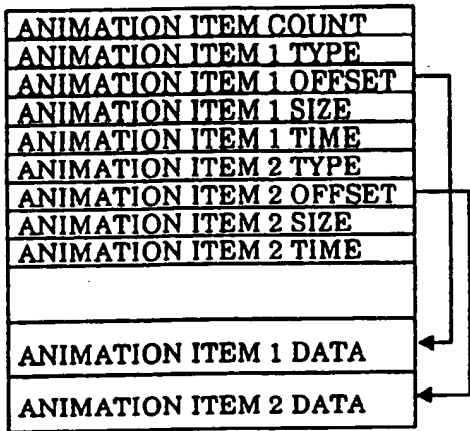 ANIMATION ITEM COUNT
ANIMATION ITEM 1 TYPE
ANIMATION ITEM 1 OFFSET
ANIMATION ITEM 1 SIZE
ANIMATION ITEM 1 TIME
ANIMATION ITEM 2 TYPE
ANIMATION ITEM 2 OFFSET
ANIMATION ITEM 2 SIZE
ANIMATION ITEM 2 TIME
ANIMATION ITEM 1 DATA
ANIMATION ITEM 2 DATA